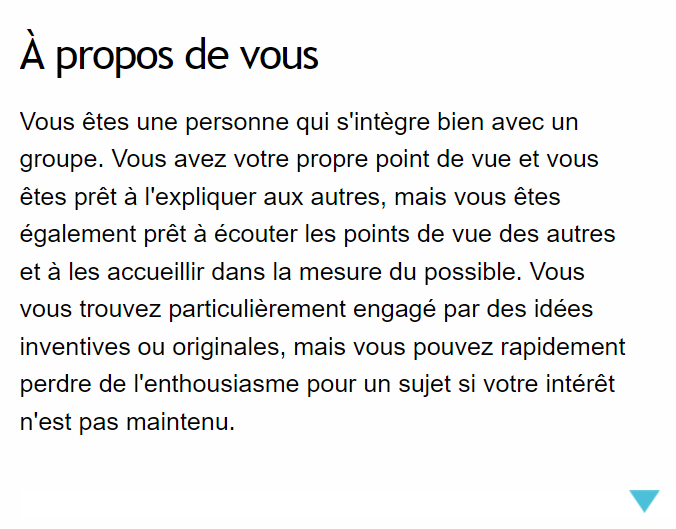 À propos de vous
Vous êtes une personne qui s'intègre bien avec un
groupe. Vous avez votre propre point de vue et vous
êtes prêt à l'expliquer aux autres, mais vous êtes
également prêt à écouter les points de vue des autres
et à les accueillir dans la mesure du possible. Vous
vous trouvez particulièrement engagé par des idées
inventives ou originales, mais vous pouvez rapidement
perdre de l'enthousiasme pour un sujet si votre intérêt
n'est pas maintenu.